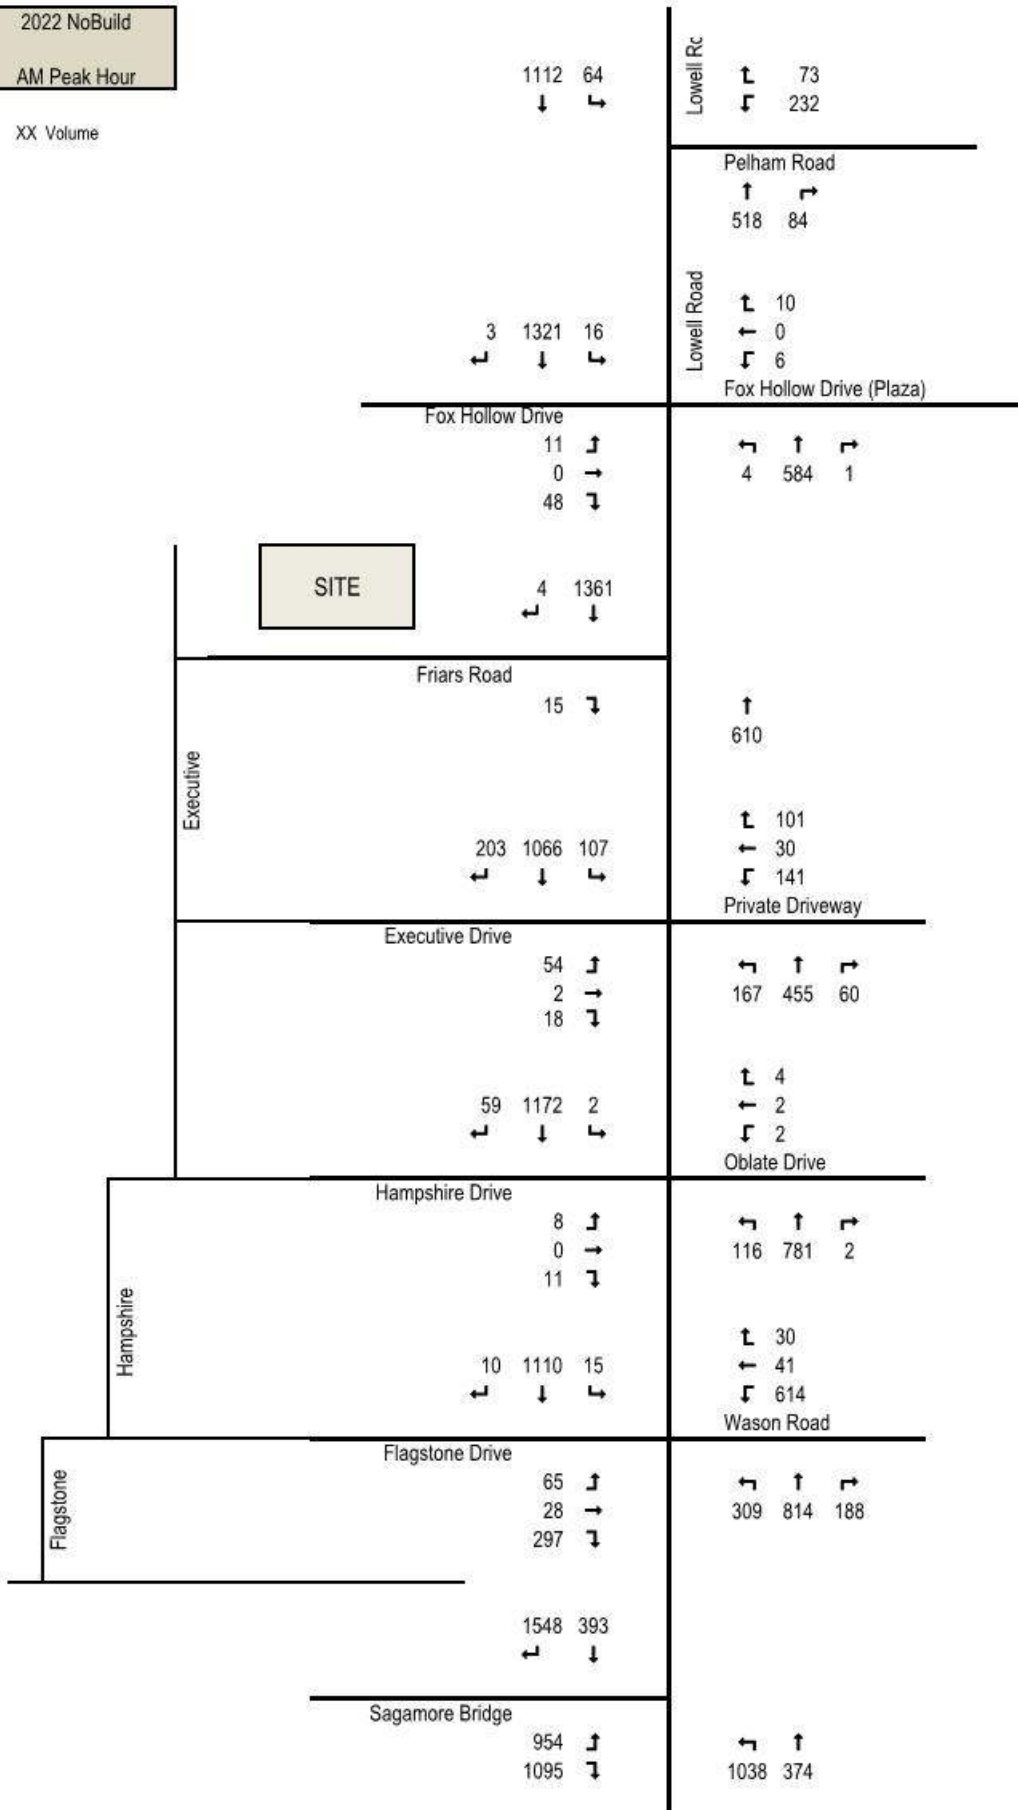 2022 NoBuild
AM Peak Hour
XX Volume
1112 64
Lowell Rc
73
232
Pelham Road
518 84
Lowell Road
10
3 1321 16
0
6
Fox Hollow Drive (Plaza)
Fox Hollow Drive
11
0
48
4 584 1
SITE
4 1361
Friars Road
15
610
Executive
101
203 1066 107
30
141
Private Driveway
Executive Drive
54
2
18
167 455 60
4
59 1172 2
2
2
Oblate Drive
Hampshire Drive
8
0
11
116 781 2
Hampshire
30
10 1110 15
41
614
Wason Road
Flagstone Drive
65
28
297
309 814 188
Flagstone
1548 393
Sagamore Bridge
954
1095
1038 374